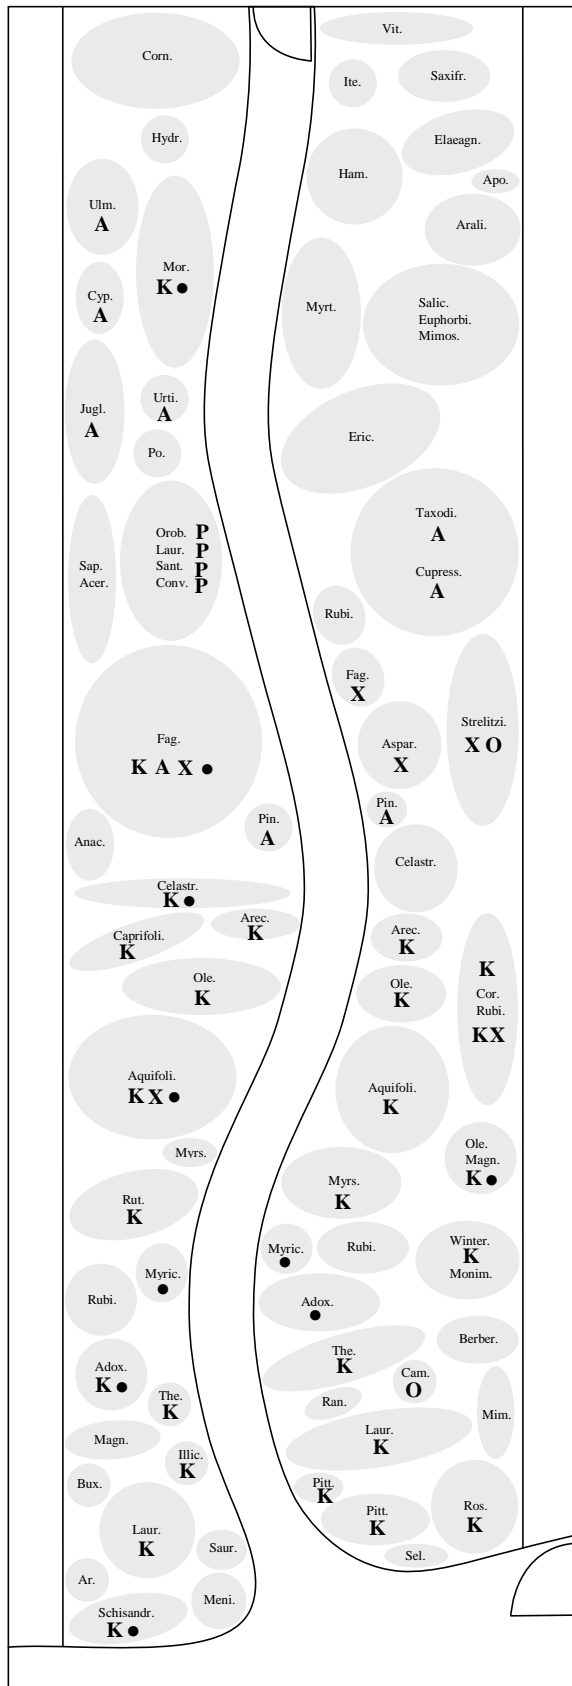 Corn.
Hydr.
Ulm.
A
Mor.
K ●
Cyp.
A
Jugl.
A
Urti.
A
Po.
Orob. P
Laur. P
Sant. P
Conv. P
Sap.
Acer.
Fag.
K A X ●
Anac.
Pin.
A
Celastr.
K ●
Caprifoli.
K
Arec.
K
Ole.
K
Aquifoli.
K X ●
Myrs.
Rut.
K
Myric.
●
Rubi.
Adox.
K ●
The.
K
Magn.
Illic.
K
Bux.
Laur.
K
Saur.
Ar.
Meni.
Schisandr.
K ●
Vit.
Ite.
Saxifr.
Elaeagn.
Ham.
Apo.
Arali.
Myrt.
Salic.
Euphorbi.
Mimos.
Eric.
Taxodi.
A
Cupress.
A
Rubi.
Fag.
X
Strelitzi.
X O
Aspar.
X
Pin.
A
Celastr.
Arec.
K
Ole.
K
K
Cor.
Rubi.
K X
Aquifoli.
K
Ole.
Magn.
K ●
Myrs.
K
Myric.
●
Rubi.
Winter.
K
Monim.
Adox.
●
The.
K
Berber.
Cam.
O
Ran.
Mim.
Laur.
K
Pitt.
K
Pitt.
K
Ros.
K
Sel.